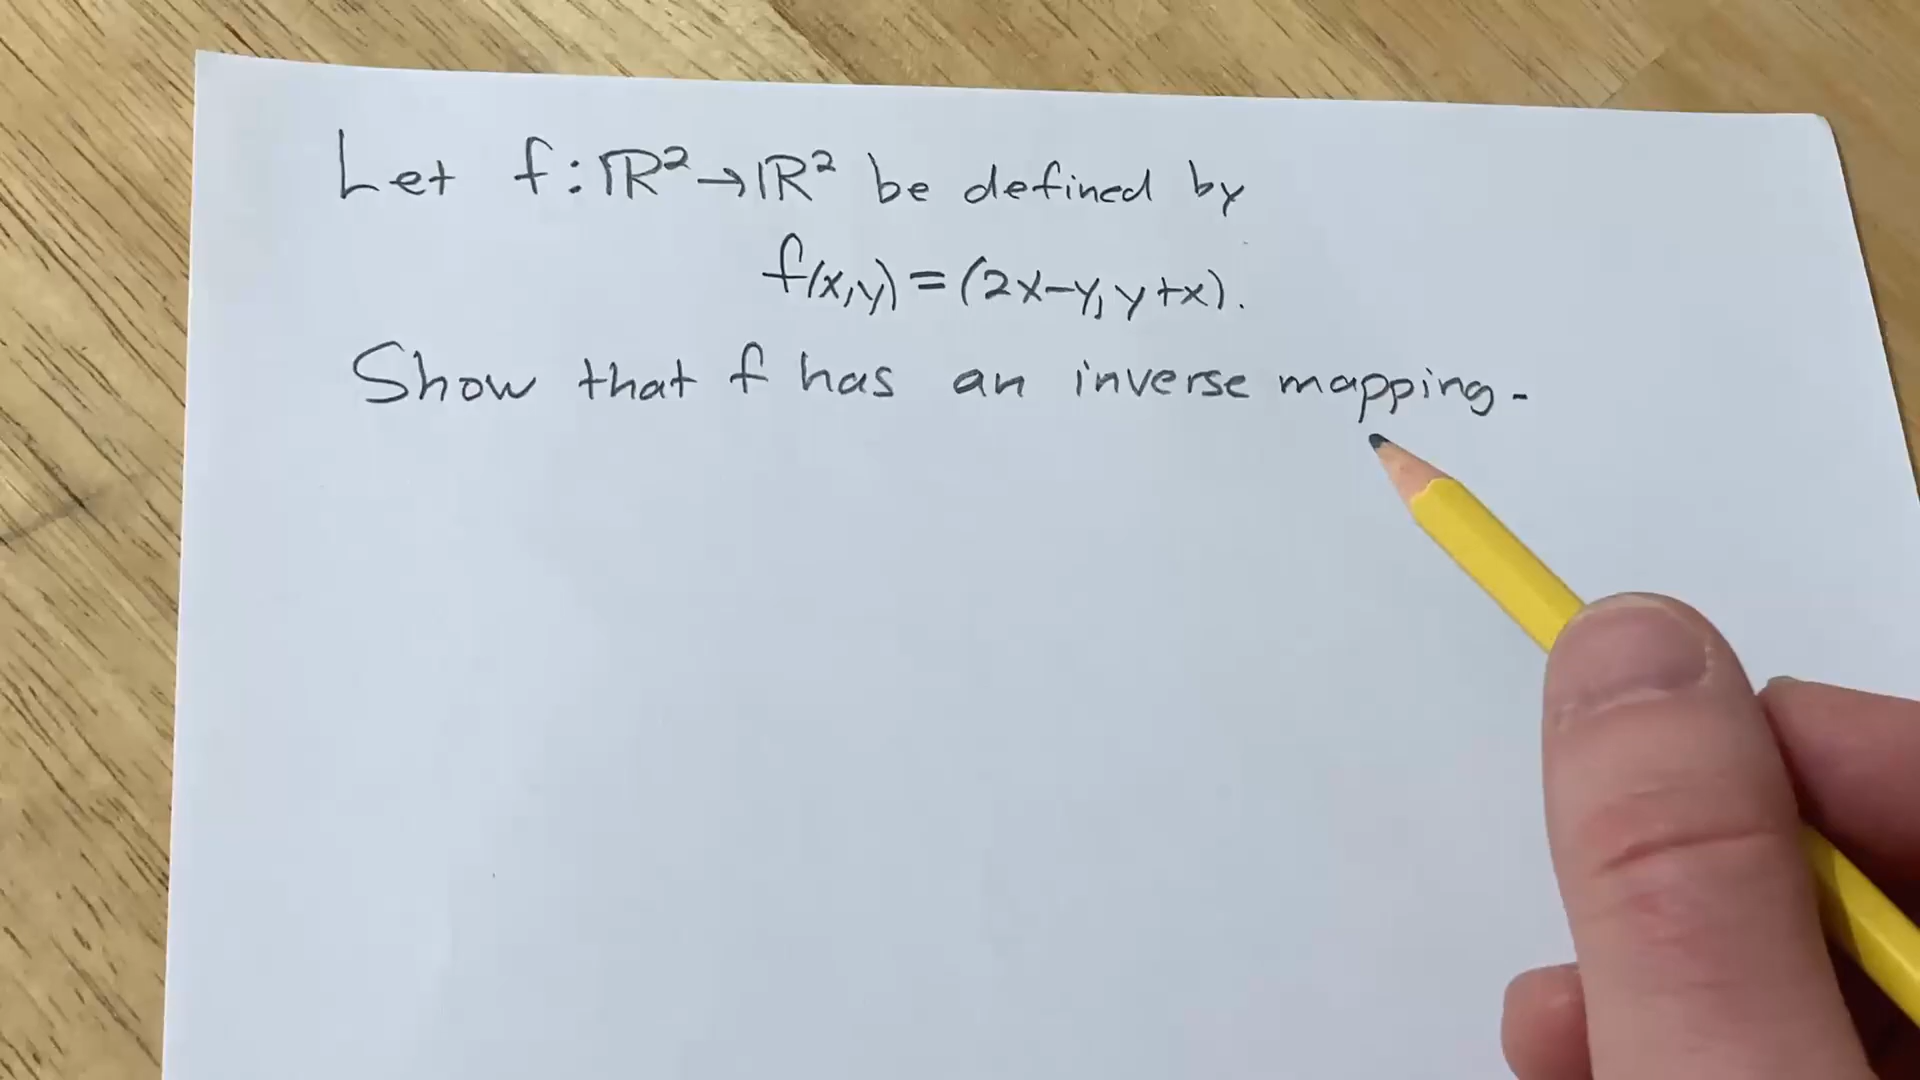 Let f:ℝ²→ℝ² be defined by
f(x,y)=(2x-y, y+x).
Show that f has an inverse mapping.